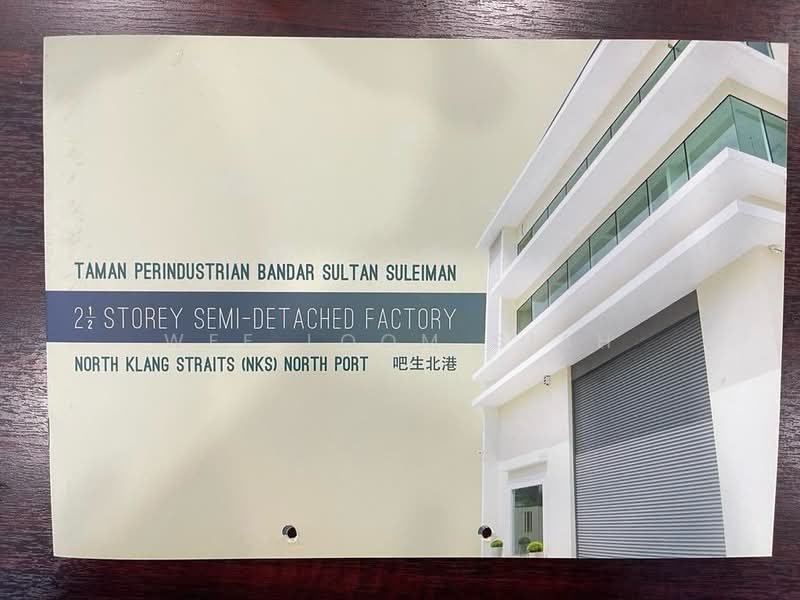 TAMAN PERINDUSTRIAN BANDAR SULTAN SULEIMAN
2½ STOREY SEMI-DETACHED FACTORY
NORTH KLANG STRAITS (NKS) NORTH PORT 吧生北港